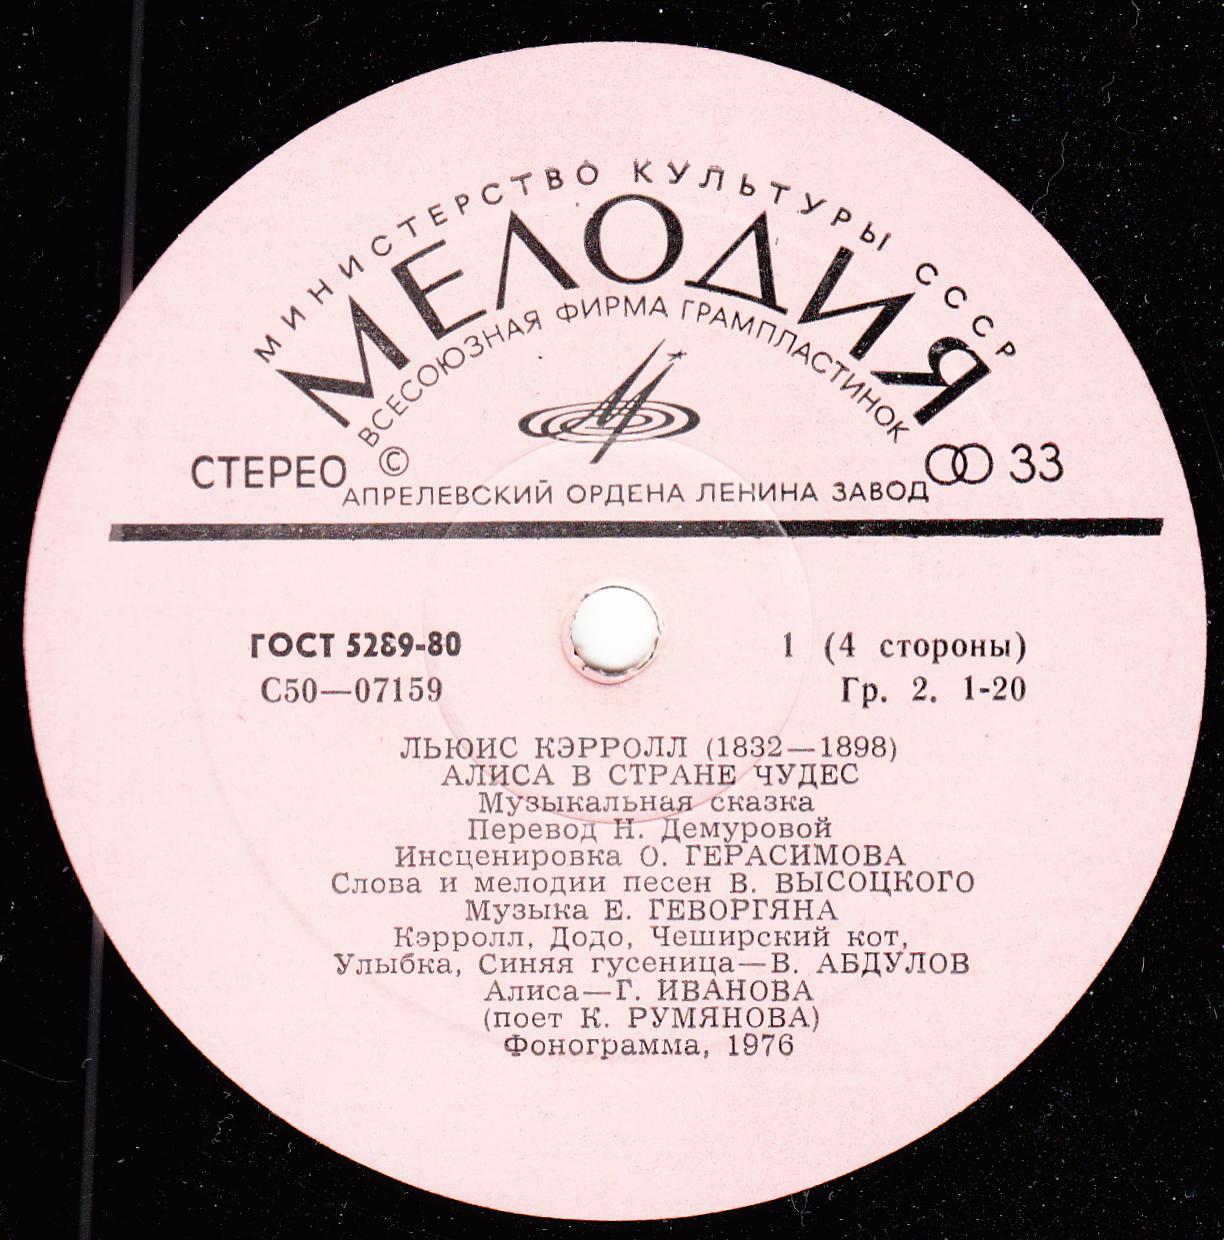 МИНИСТЕРСТВО КУЛЬТУРЫ СССР
МЕЛОДИЯ
ВСЕСОЮЗНАЯ ФИРМА ГРАМПЛАСТИНОК
СТЕРЕО © 33
АПРЕЛЕВСКИЙ ОРДЕНА ЛЕНИНА ЗАВОД
ГОСТ 5289-80 1 (4 стороны)
С50—07159 Гр. 2. 1-20
ЛЬЮИС КЭРРОЛЛ (1832—1898)
АЛИСА В СТРАНЕ ЧУДЕС
Музыкальная сказка
Перевод Н. Демуровой
Инсценировка О. ГЕРАСИМОВА
Слова и мелодии песен В. ВЫСОЦКОГО
Музыка Е. ГЕВОРГЯНА
Кэрролл, Додо, Чеширский кот,
Улыбка, Синяя гусеница—В. АБДУЛОВ
Алиса—Г. ИВАНОВА
(поет К. РУМЯНОВА)
Фонограмма, 1976